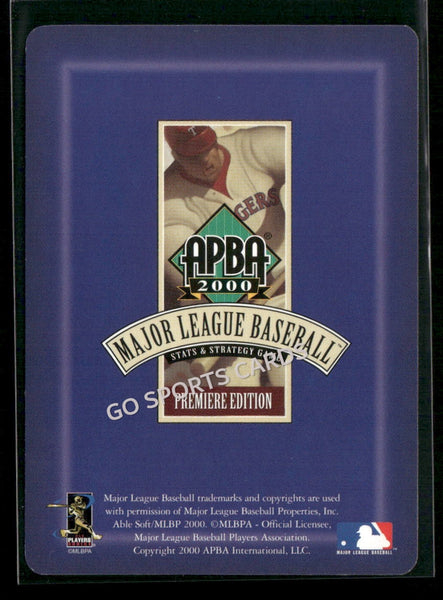 T
GERS
APBA®
2000
MAJOR LEAGUE BASEBALL™
STATS & STRATEGY GAME
GO SPORTS CARDS
PREMIERE EDITION
Major League Baseball trademarks and copyrights are used
with permission of Major League Baseball Properties, Inc.
Able Soft/MLBP 2000. ©MLBPA - Official Licensee,
Major League Baseball Players Association.
Copyright 2000 APBA International, LLC.
PLAYERS
CHOICE
©MLBPA
MAJOR LEAGUE BASEBALL